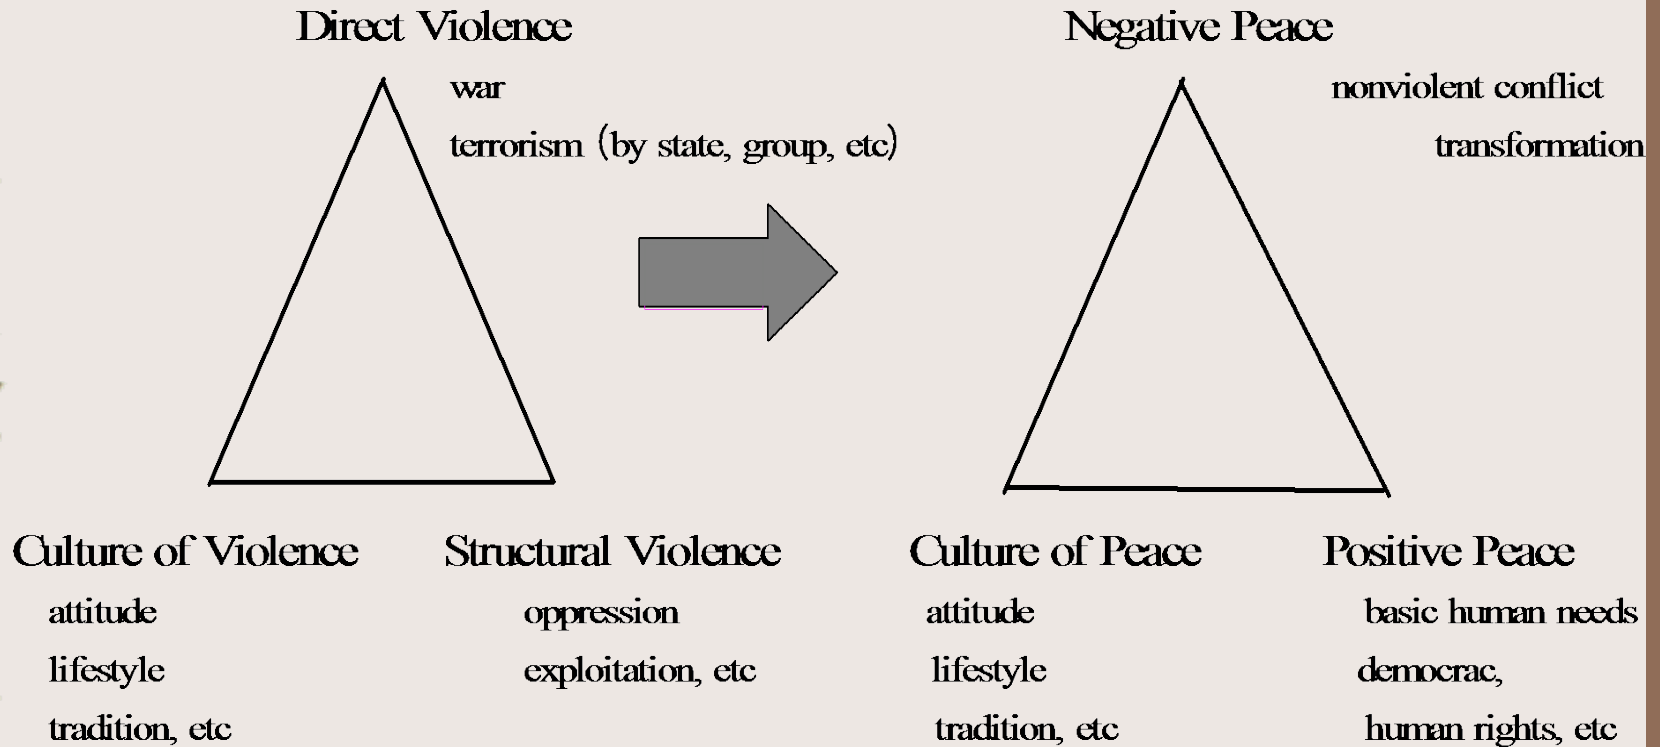 Direct Violence
war
terrorism (by state, group, etc)
Culture of Violence
attitude
lifestyle
tradition, etc
Structural Violence
oppression
exploitation, etc
Negative Peace
nonviolent conflict
transformation
Culture of Peace
attitude
lifestyle
tradition, etc
Positive Peace
basic human needs
democrac,
human rights, etc